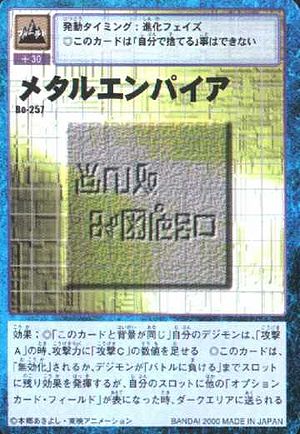 発動タイミング：進化フェイズ
◎このカードは「自分で捨てる」事はできない
+30
メタルエンパイア
Bo-257
効果：◎「このカードと背景が同じ」自分のデジモンは、「攻撃
A」の時、攻撃力に「攻撃C」の数値を足せる　◎このカード
は、「無効化」されるか、デジモンが「バトルに負ける」までスロット
に残り効果を発揮するが、自分のスロットに他の「オプション
カード・フィールド」が表になった時、ダークエリアに送られる
©本郷あきよし・東映アニメーション　BANDAI 2000 MADE IN JAPAN